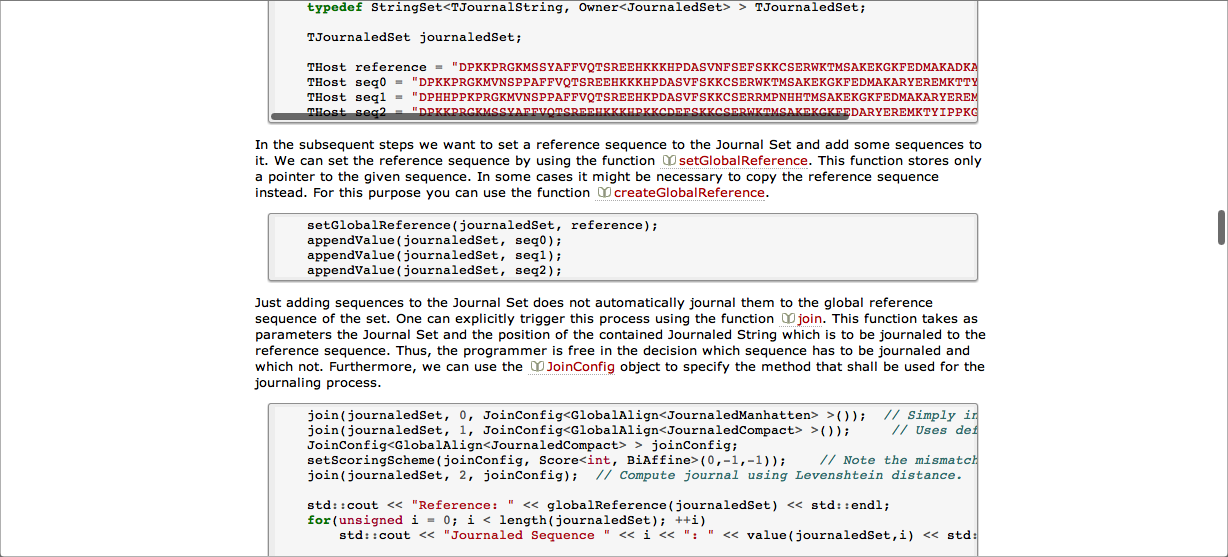 typedef StringSet<TJournalString, Owner<JournaledSet> > TJournaledSet;
TJournaledSet journaledSet;
THost reference = "DPKKPRGKMSSYAFFVQTSREEHKKKHPDASVNFSEFSKKCSERWKTMSAKEKGKFEDMAKADKA
THost seq0 = "DPKKPRGKMVNSPPAFFVQTSREEHKKKHPDASVFSKKCSERWKTMSAKEKGKFEDMAKARYEREMKTTY
THost seq1 = "DPHHPPKPRGKMVNSPPAFFVQTSREEHKPDASVFSKKCSERRMPNHHTMSAKEKGKFEDMAKARYEREM
THost seq2 = "DPKKPRGKMSSYAFFVQTSREEHKKKHPKKCDEFSKKCSERWKTMSAKEKGKFEDARYEREMKTYIPPKG
In the subsequent steps we want to set a reference sequence to the Journal Set and add some sequences to
it. We can set the reference sequence by using the function setGlobalReference. This function stores only
a pointer to the given sequence. In some cases it might be necessary to copy the reference sequence
instead. For this purpose you can use the function createGlobalReference.
setGlobalReference(journaledSet, reference);
appendValue(journaledSet, seq0);
appendValue(journaledSet, seq1);
appendValue(journaledSet, seq2);
Just adding sequences to the Journal Set does not automatically journal them to the global reference
sequence of the set. One can explicitly trigger this process using the function join. This function takes as
parameters the Journal Set and the position of the contained Journaled String which is to be journaled to the
reference sequence. Thus, the programmer is free in the decision which sequence has to be journaled and
which not. Furthermore, we can use the JoinConfig object to specify the method that shall be used for the
journaling process.
join(journaledSet, 0, JoinConfig<GlobalAlign<JournaledManhatten> >()); // Simply in
join(journaledSet, 1, JoinConfig<GlobalAlign<JournaledCompact> >()); // Uses def
JoinConfig<GlobalAlign<JournaledCompact> > joinConfig;
setScoringScheme(joinConfig, Score<int, BiAffine>(0,-1,-1)); // Note the mismatch
join(journaledSet, 2, joinConfig); // Compute journal using Levenshtein distance.
std::cout << "Reference: " << globalReference(journaledSet) << std::endl;
for(unsigned i = 0; i < length(journaledSet); ++i)
std::cout << "Journaled Sequence " << i << ": " << value(journaledSet,i) << std: